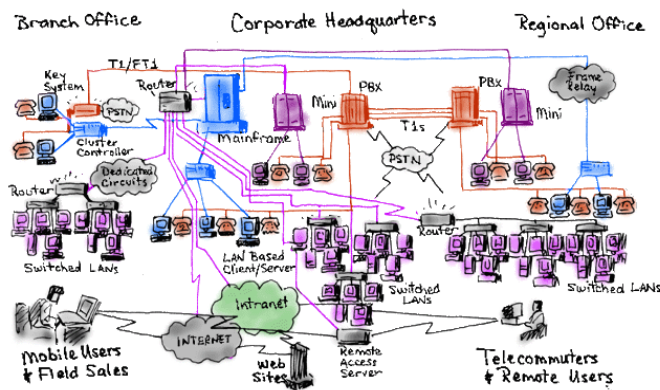 Branch Office
Corporate Headquarters
Regional Office
T1/FT1
Key
System
PSTN
Cluster
Controller
Router
Mainframe
Mini
PBX
T1s
PSTN
PBX
Mini
Frame
Relay
Dedicated
Circuits
Router
Switched LANs
LAN Based
Client/Server
Switched
LANs
Router
Switched LANs
Intranet
INTERNET
Mobile Users
& Field Sales
Web
Sites
Remote
Access
Server
Telecommuters
& Remote Users